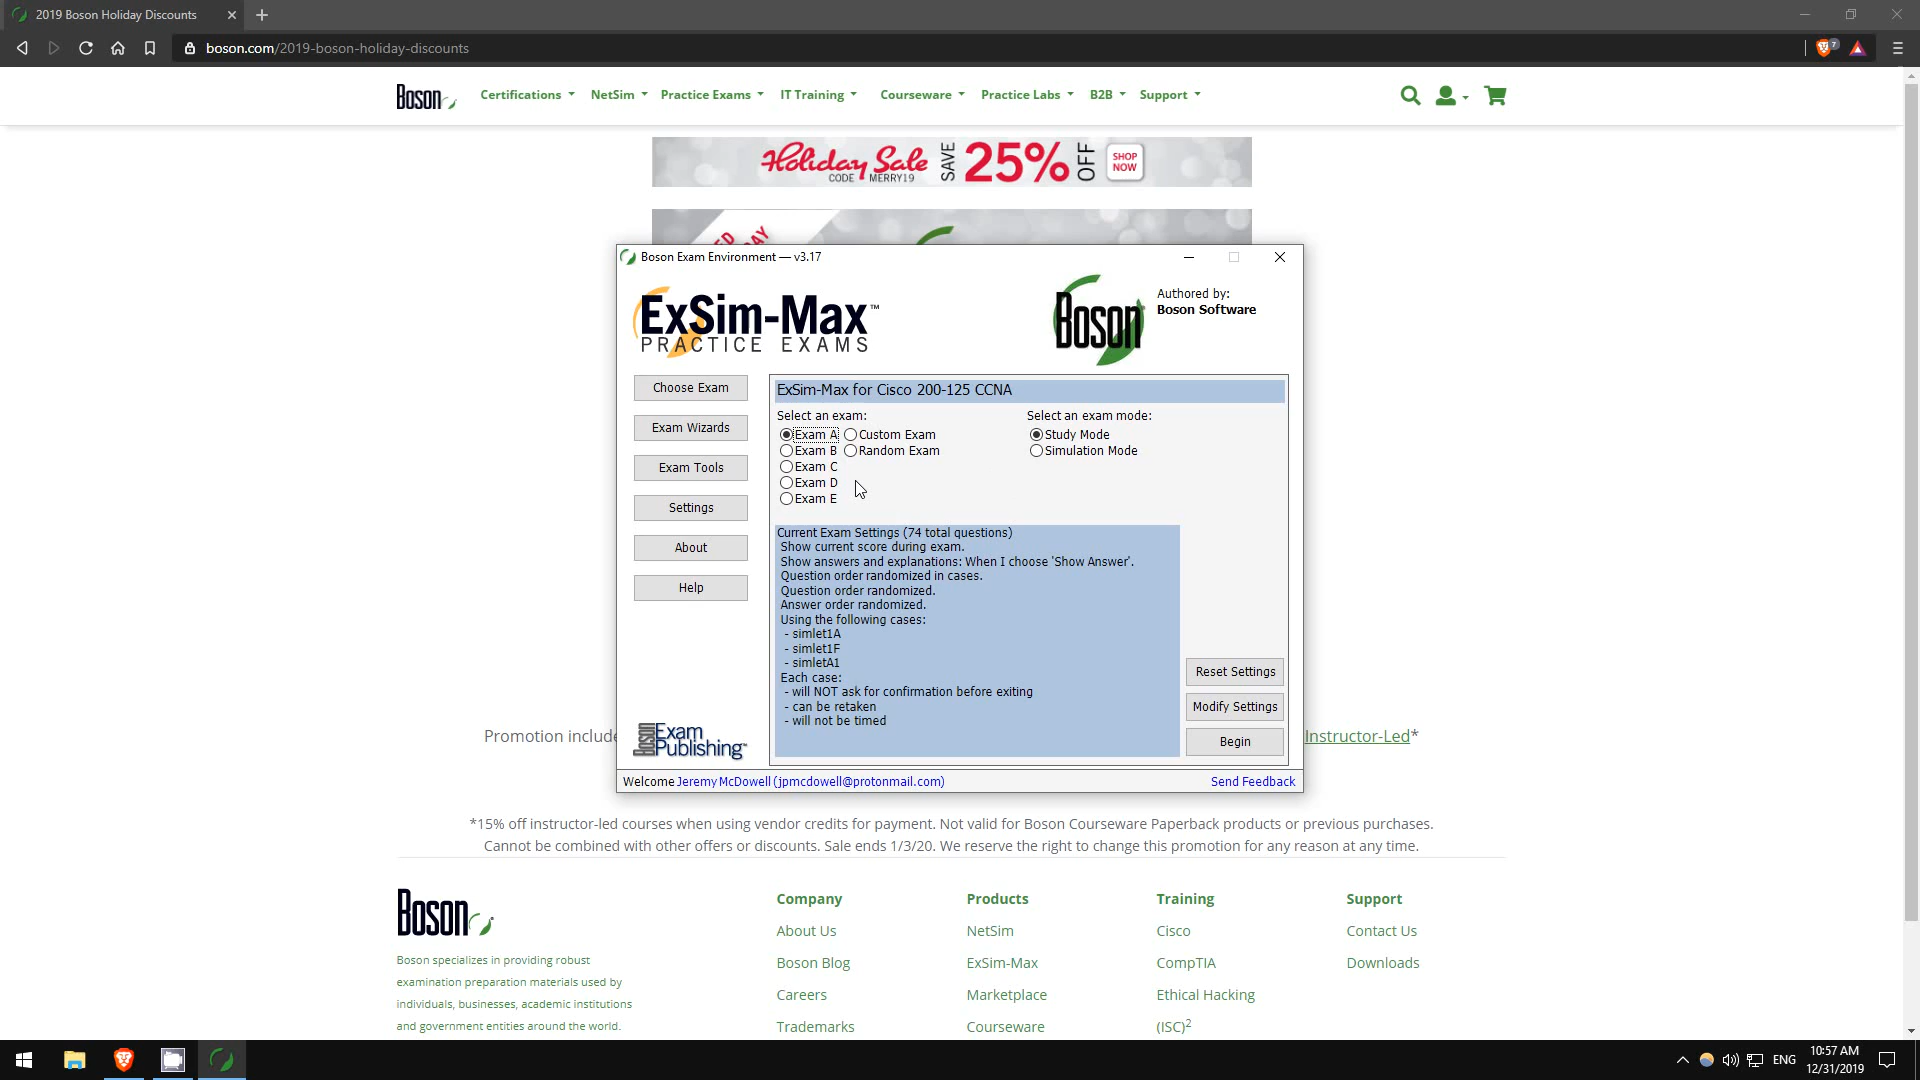 2019 Boson Holiday Discounts
boson.com/2019-boson-holiday-discounts
7
Boson
Certifications NetSim Practice Exams IT Training Courseware Practice Labs B2B Support
Holiday Sale
CODE MERRY19
SAVE 25% OFF
SHOP NOW
Boson Exam Environment — v3.17
ExSim-Max™
PRACTICE EXAMS
Boson
Authored by:
Boson Software
Choose Exam
Exam Wizards
Exam Tools
Settings
About
Help
ExSim-Max for Cisco 200-125 CCNA
Select an exam: Select an exam mode:
Exam A Custom Exam Study Mode
Exam B Random Exam Simulation Mode
Exam C
Exam D
Exam E
Current Exam Settings (74 total questions)
Show current score during exam.
Show answers and explanations: When I choose 'Show Answer'.
Question order randomized in cases.
Question order randomized.
Answer order randomized.
Using the following cases:
- simlet1A
- simlet1F
- simletA1
Each case:
- will NOT ask for confirmation before exiting
- can be retaken
- will not be timed
Reset Settings
Modify Settings
Begin
Boson Exam Publishing™
Welcome Jeremy McDowell (jpmcdowell@protonmail.com) Send Feedback
Promotion
Instructor-Led*
*15% off instructor-led courses when using vendor credits for payment. Not valid for Boson Courseware Paperback products or previous purchases.
Cannot be combined with other offers or discounts. Sale ends 1/3/20. We reserve the right to change this promotion for any reason at any time.
Boson
Boson specializes in providing robust
examination preparation materials used by
individuals, businesses, academic institutions
and government entities around the world.
Company
About Us
Boson Blog
Careers
Trademarks
Products
NetSim
ExSim-Max
Marketplace
Courseware
Training
Cisco
CompTIA
Ethical Hacking
(ISC)²
Support
Contact Us
Downloads
ENG
10:57 AM
12/31/2019